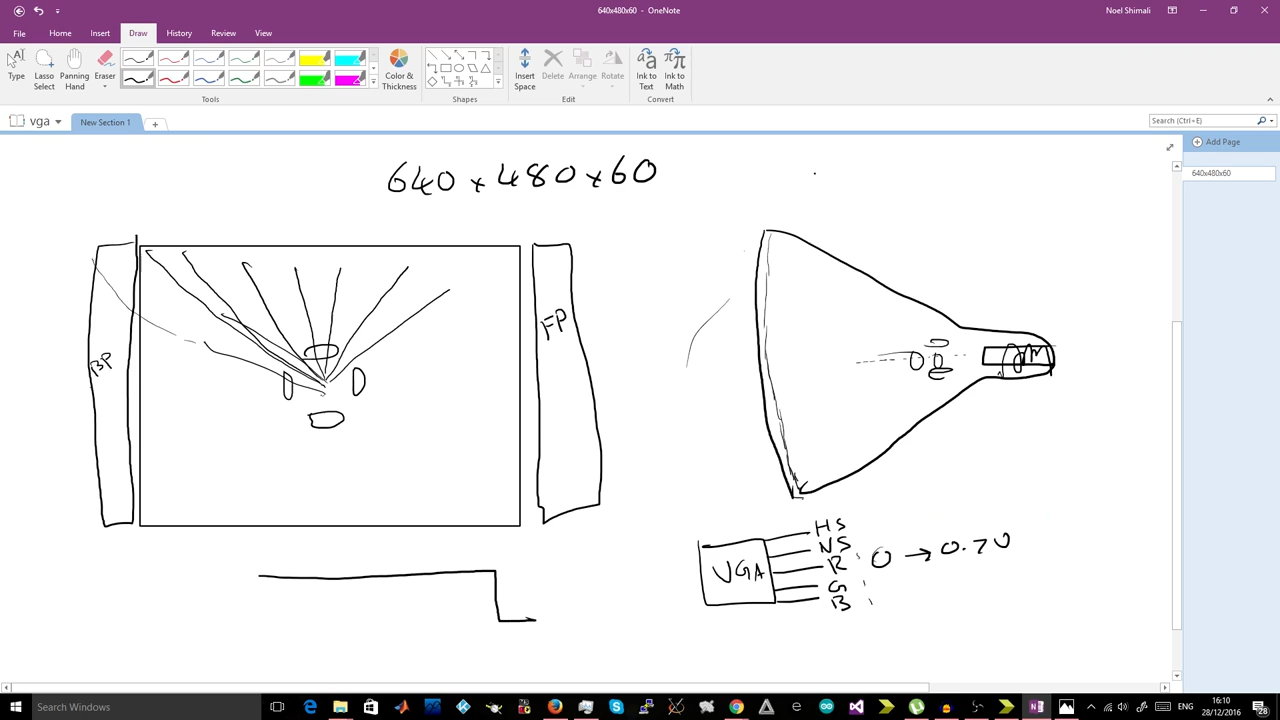 640x480x60 - OneNote
Noel Shimali
File Home Insert Draw History Review View
Type Lasso Select Panning Hand Eraser Color & Thickness Insert Space Delete Arrange Rotate Ink to Text Ink to Math
Tools Shapes Edit Convert
vga New Section 1
Search (Ctrl+E)
Add Page
640x480x60
640 x 480 x 60
BP
FP
HS
VS
VGA R 0 → 0.7V
G
B
Search Windows
ENG
16:10
28/12/2016